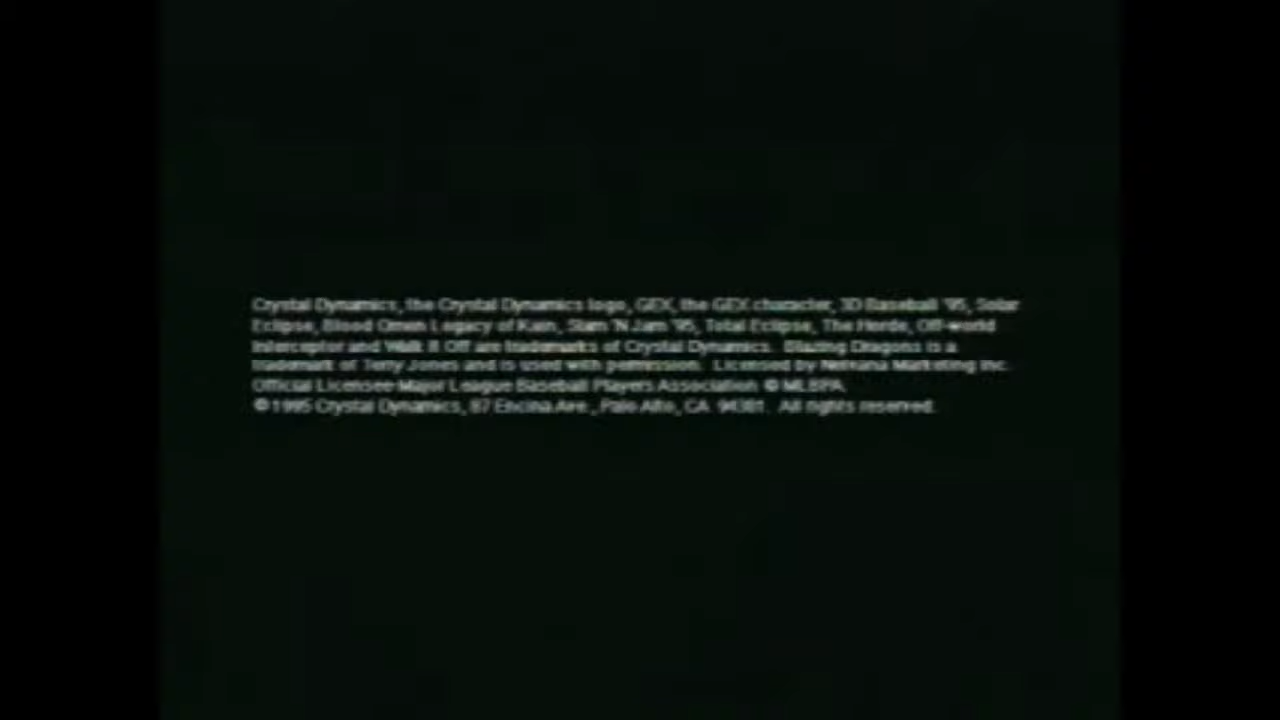 Crystal Dynamics, the Crystal Dynamics logo, GEX, the GEX character, 3D Baseball '95, Solar
Eclipse, Blood Omen Legacy of Kain, Slam 'N Jam '95, Total Eclipse, The Horde, Off-world
Interceptor and Off are trademarks of Crystal Dynamics. Blazing Dragons is a
trademark of Terry Jones and is used with permission. Licensed by Nelvana Marketing Inc.
Official Licensee Major League Baseball Players Association © MLBPA
© 1995 Crystal Dynamics, 87 Encina Ave., Palo Alto, CA 94301. All rights reserved.